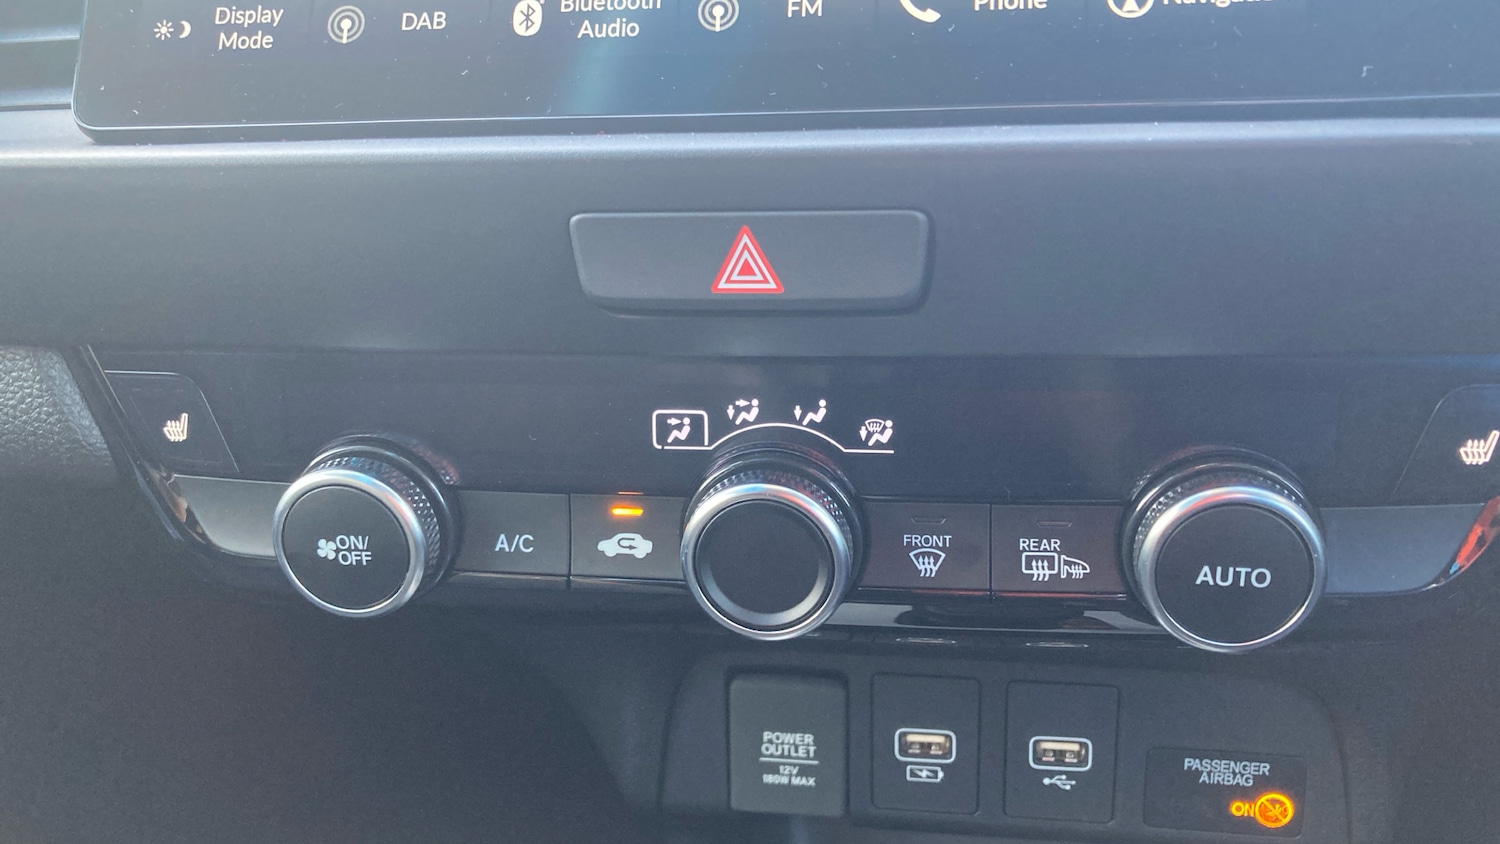 Display
Mode
DAB
Bluetooth
Audio
FM
Phone
Navigation
ON/
OFF
A/C
FRONT
REAR
AUTO
POWER
OUTLET
12V
180W MAX
PASSENGER
AIRBAG
ON